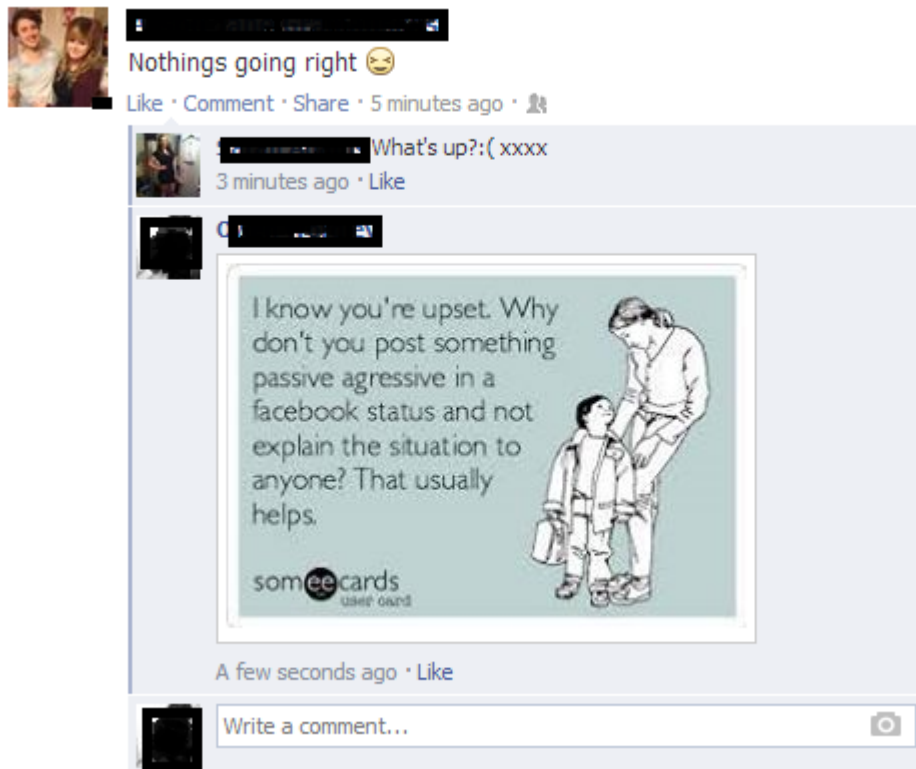 Nothings going right
Like · Comment · Share · 5 minutes ago ·
What's up?:( xxxx
3 minutes ago · Like
I know you're upset. Why
don't you post something
passive agressive in a
facebook status and not
explain the situation to
anyone? That usually
helps.
someecards
user card
A few seconds ago · Like
Write a comment...